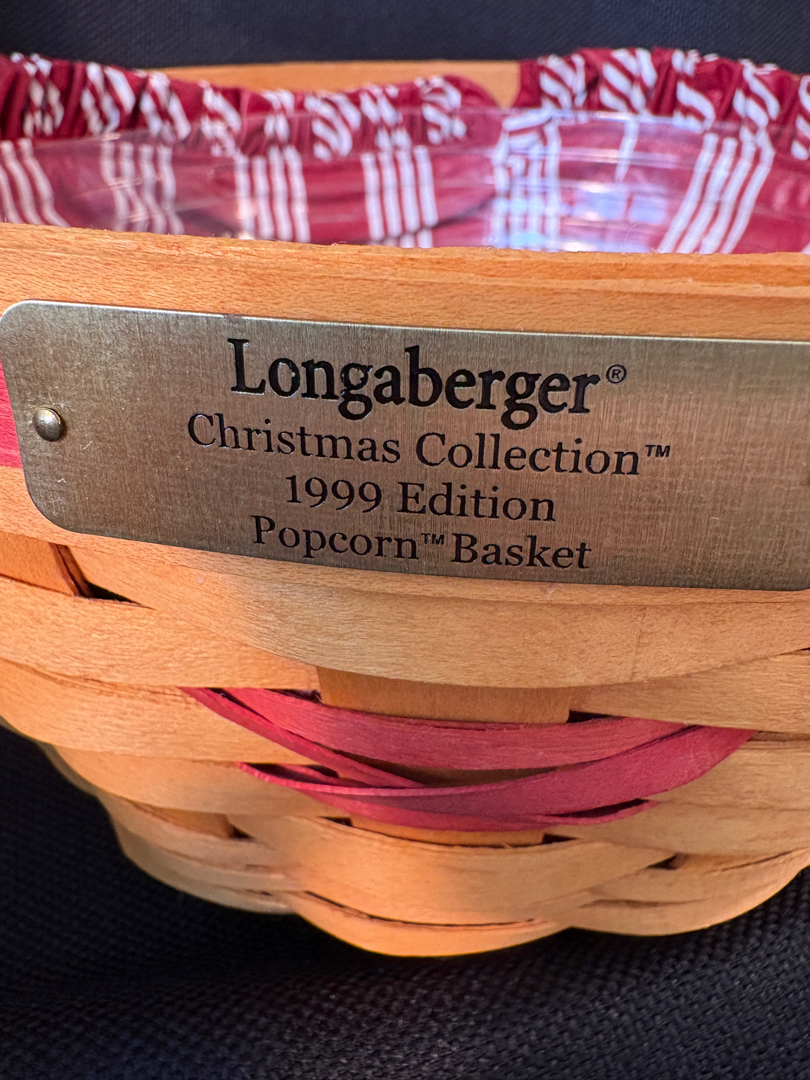 Longaberger®
Christmas Collection™
1999 Edition
Popcorn™ Basket